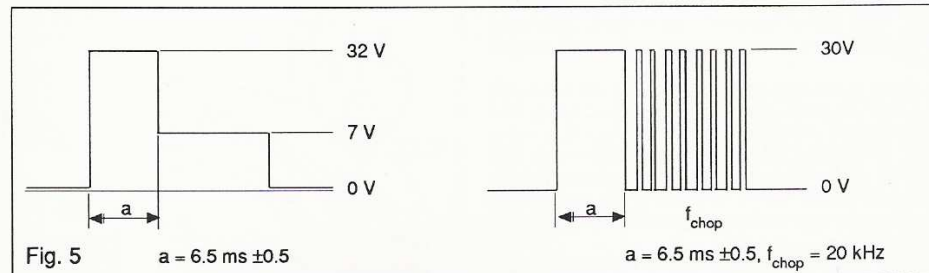 32 V
7 V
0 V
a
Fig. 5
a = 6.5 ms ±0.5
30V
0 V
a
f_chop
a = 6.5 ms ±0.5, f_chop = 20 kHz